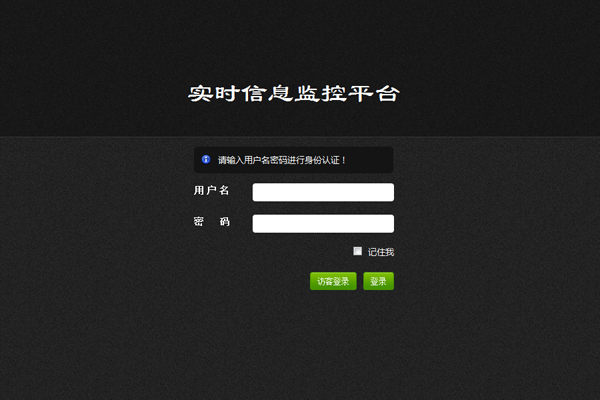 实时信息监控平台
请输入用户名密码进行身份认证！
用户名
密 码
记住我
访客登录 登录